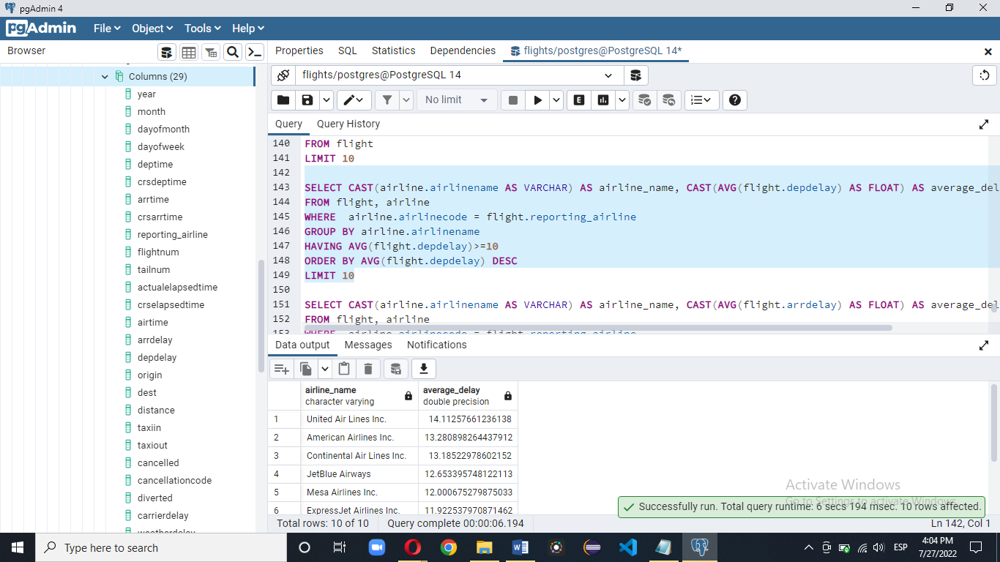 pgAdmin 4
pgAdmin File Object Tools Help
Browser
Properties SQL Statistics Dependencies flights/postgres@PostgreSQL 14*
Columns (29)
year
month
dayofmonth
dayofweek
deptime
crsdeptime
arrtime
crsarrtime
reporting_airline
flightnum
tailnum
actualelapsedtime
crselapsedtime
airtime
arrdelay
depdelay
origin
dest
distance
taxiin
taxiout
cancelled
cancellationcode
diverted
carrierdelay
weatherdelay
flights/postgres@PostgreSQL 14
No limit
E
Query Query History
140 FROM flight
141 LIMIT 10
142
143 SELECT CAST(airline.airlinename AS VARCHAR) AS airline_name, CAST(AVG(flight.depdelay) AS FLOAT) AS average_del
144 FROM flight, airline
145 WHERE  airline.airlinecode = flight.reporting_airline
146 GROUP BY airline.airlinename
147 HAVING AVG(flight.depdelay)>=10
148 ORDER BY AVG(flight.depdelay) DESC
149 LIMIT 10
150
151 SELECT CAST(airline.airlinename AS VARCHAR) AS airline_name, CAST(AVG(flight.arrdelay) AS FLOAT) AS average_del
152 FROM flight, airline
153 WHERE  airline.airlinecode = flight.reporting_airline
Data output Messages Notifications
airline_name average_delay
character varying double precision
1 United Air Lines Inc. 14.11257661236138
2 American Airlines Inc. 13.280898264437912
3 Continental Air Lines Inc. 13.18522978602152
4 JetBlue Airways 12.653395748122113
5 Mesa Airlines Inc. 12.000675279875033
6 ExpressJet Airlines Inc. 11.922537970871462
Activate Windows
Go to Settings to activate Windows.
Successfully run. Total query runtime: 6 secs 194 msec. 10 rows affected.
Total rows: 10 of 10 Query complete 00:00:06.194 Ln 142, Col 1
Type here to search
ESP
4:04 PM
7/27/2022